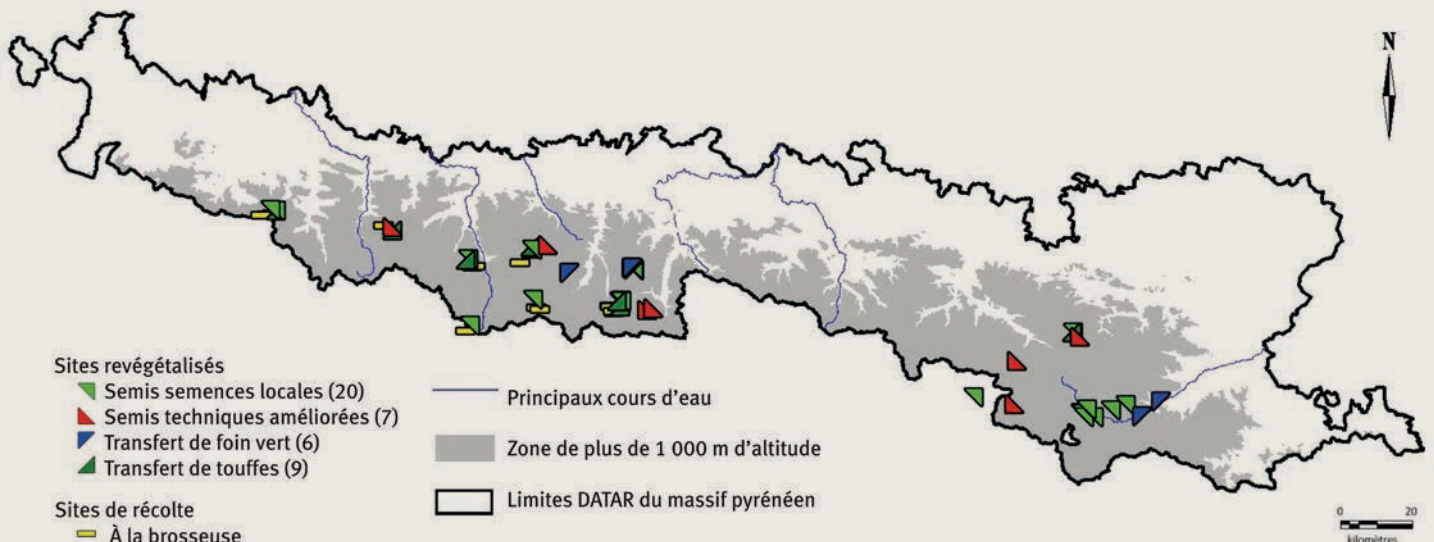 N
Sites revégétalisés
Semis semences locales (20)
Semis techniques améliorées (7)
Transfert de foin vert (6)
Transfert de touffes (9)
Sites de récolte
À la brosseuse
Principaux cours d'eau
Zone de plus de 1 000 m d'altitude
Limites DATAR du massif pyrénéen
0 20
kilomètres